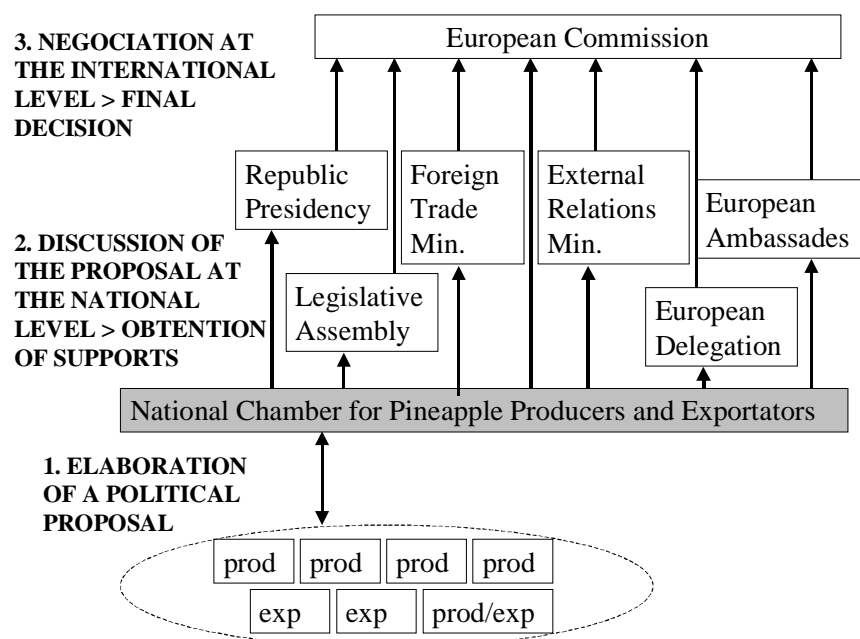 3. NEGOCIATION AT
THE INTERNATIONAL
LEVEL > FINAL
DECISION
European Commission
Republic
Presidency
Foreign
Trade
Min.
External
Relations
Min.
European
Ambassades
2. DISCUSSION OF
THE PROPOSAL AT
THE NATIONAL
LEVEL > OBTENTION
OF SUPPORTS
Legislative
Assembly
European
Delegation
National Chamber for Pineapple Producers and Exportators
1. ELABORATION
OF A POLITICAL
PROPOSAL
prod prod prod prod
exp exp prod/exp